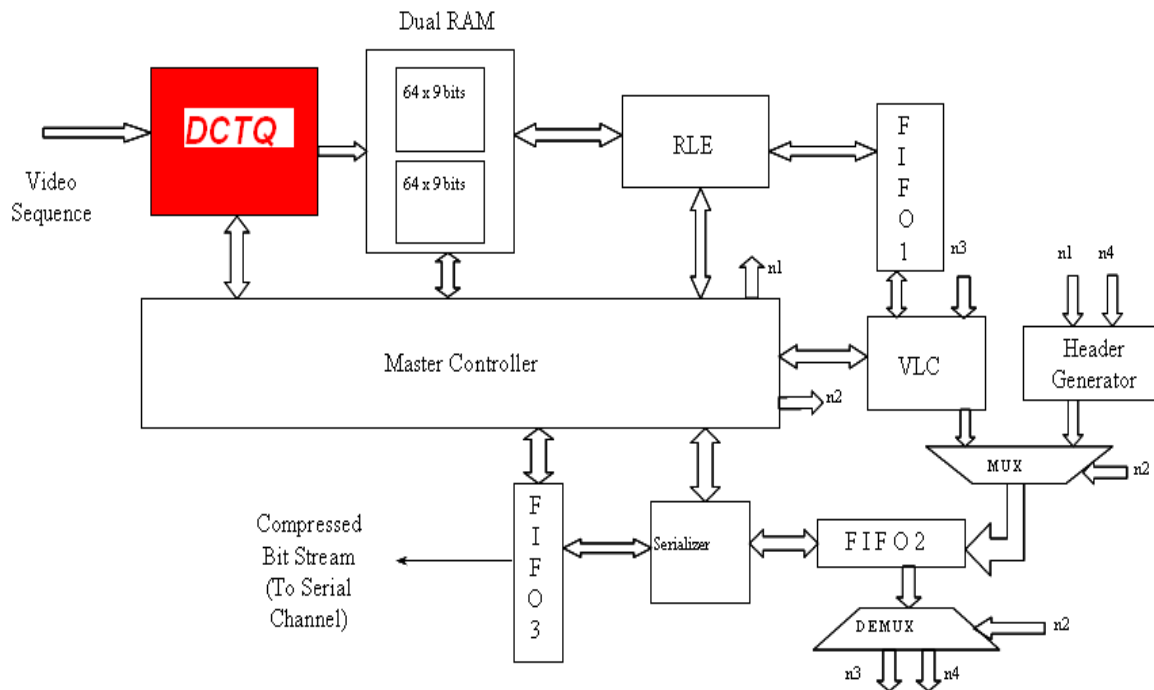 Dual RAM
64 x 9 bits
64 x 9 bits
DCTQ
Video
Sequence
RLE
F
I
F
O
1
n3
n1
n1 n4
Master Controller
VLC
Header
Generator
n2
MUX
n2
Compressed
Bit Stream
(To Serial
Channel)
F
I
F
O
3
Serializer
F I F O 2
DEMUX
n2
n3 n4